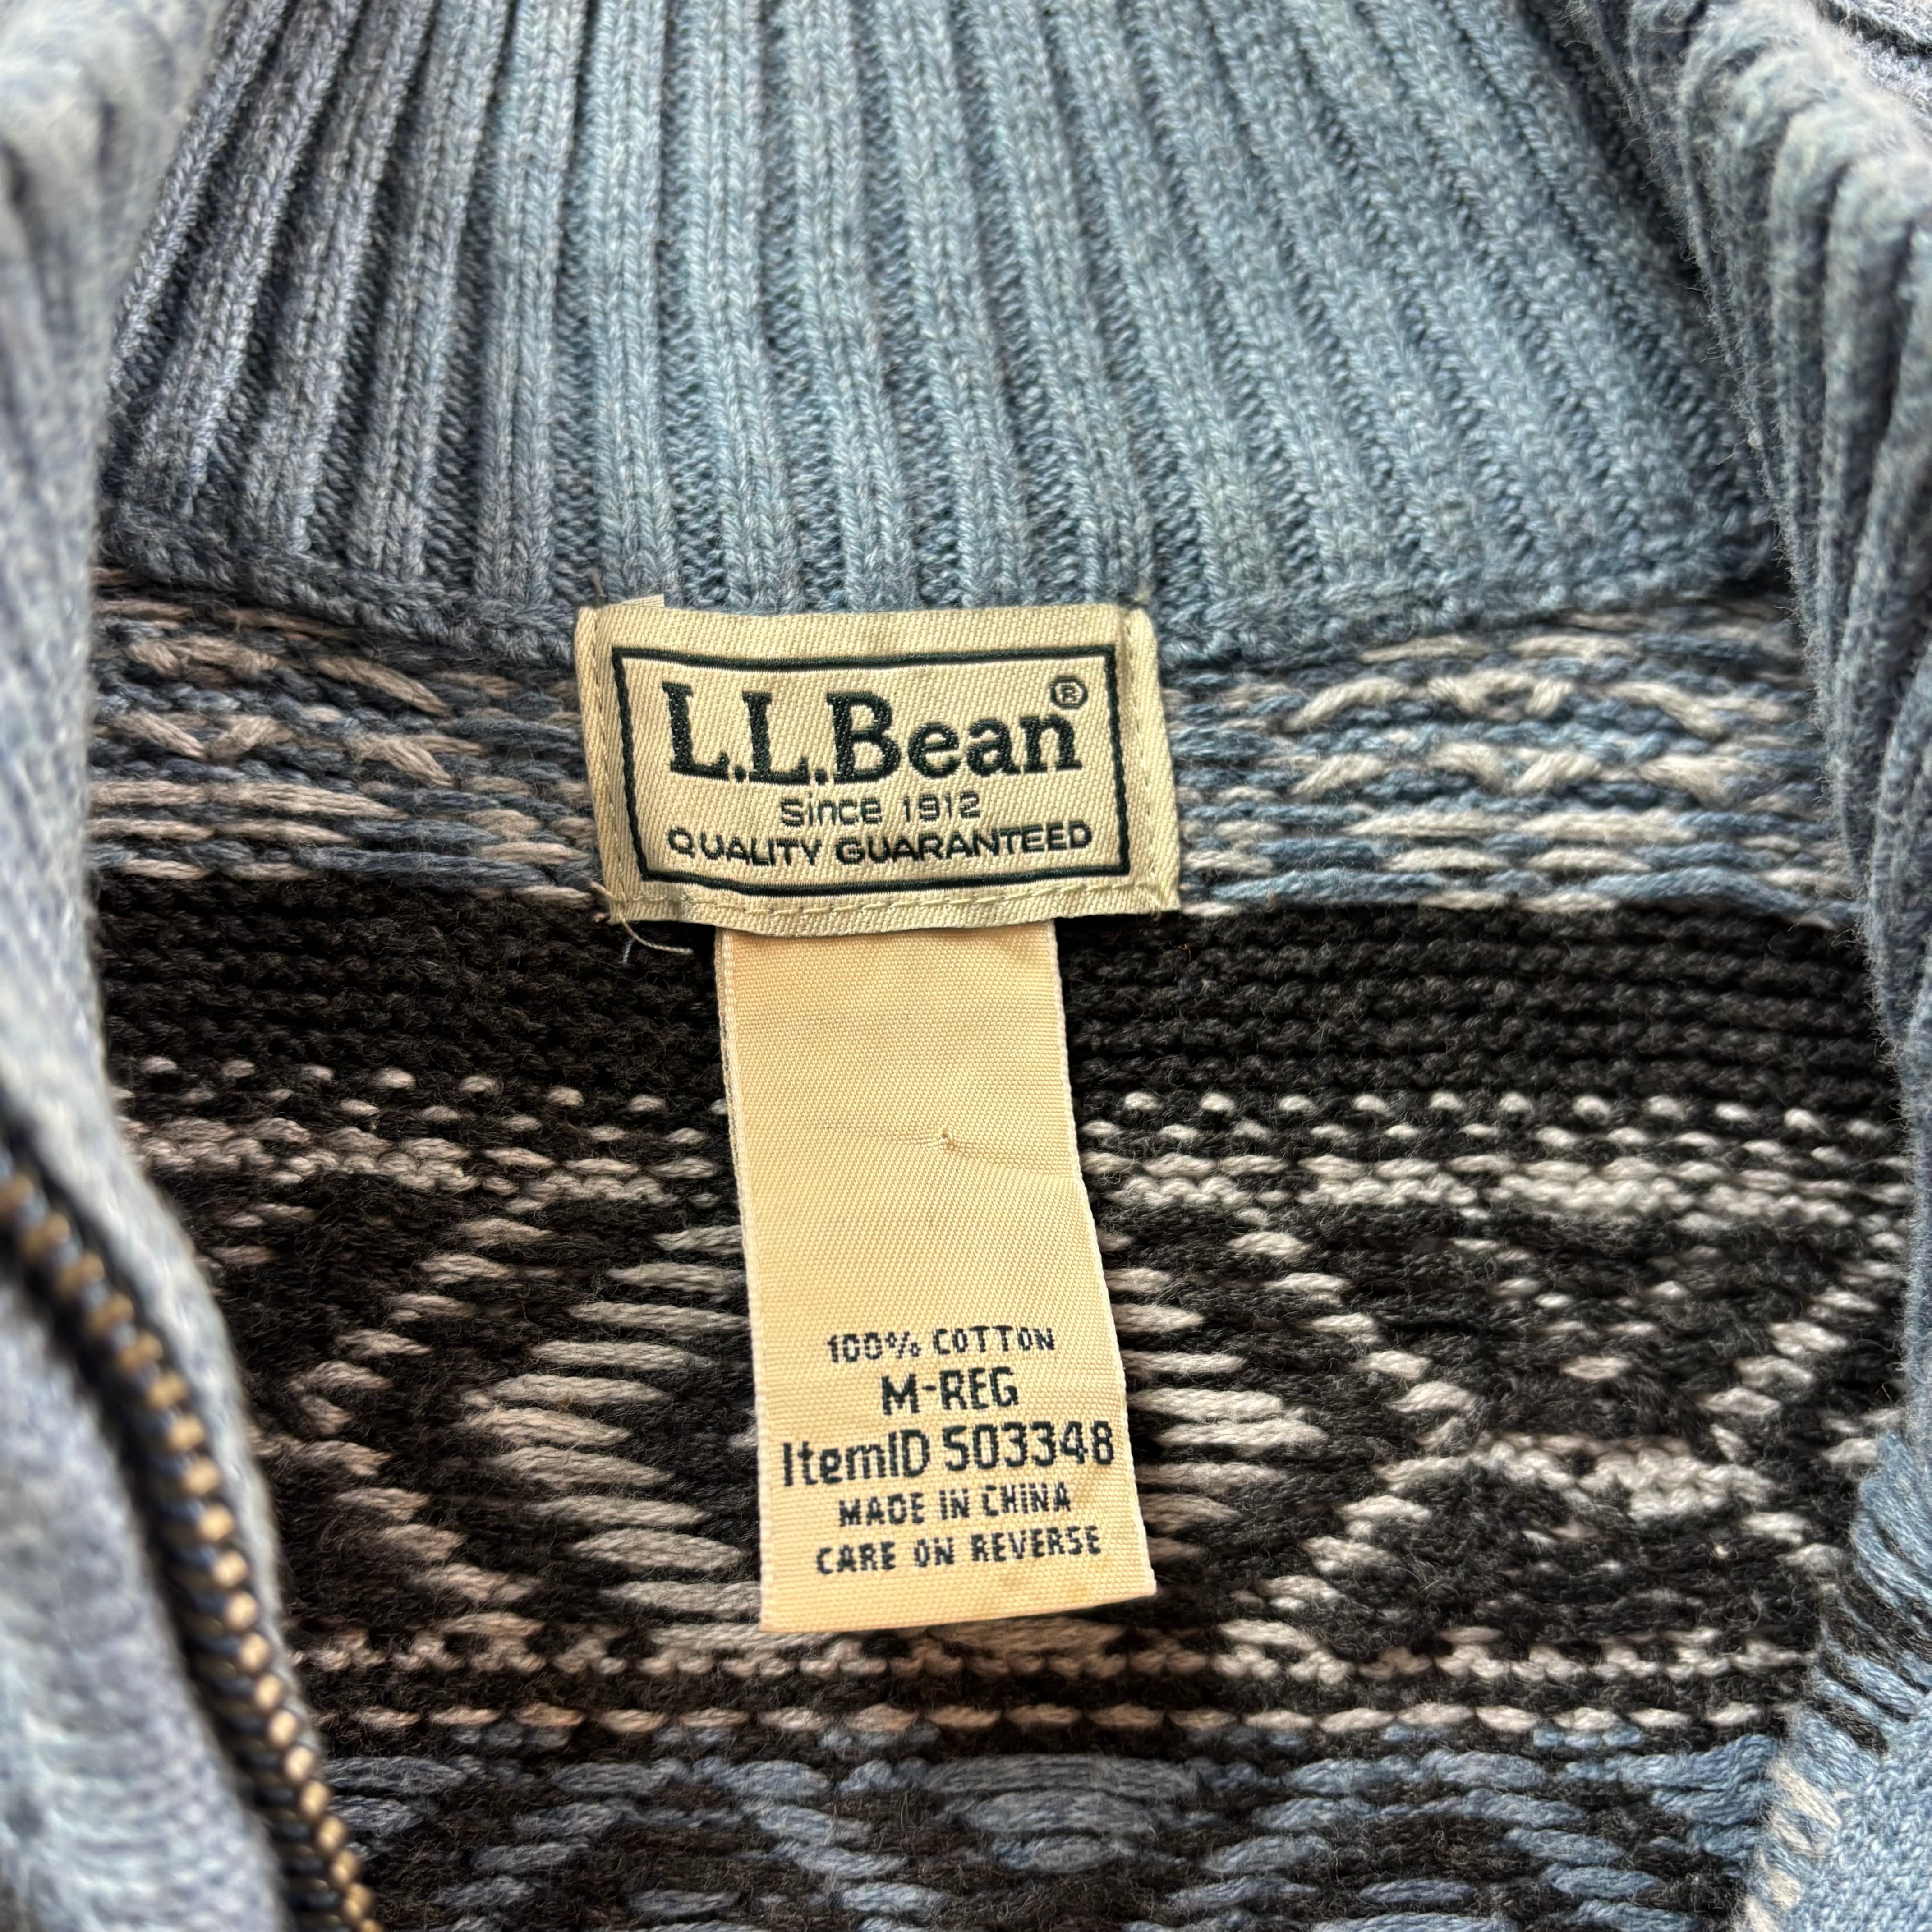 L.L.Bean®
Since 1912
QUALITY GUARANTEED
100% COTTON
M-REG
ItemID 503348
MADE IN CHINA
CARE ON REVERSE